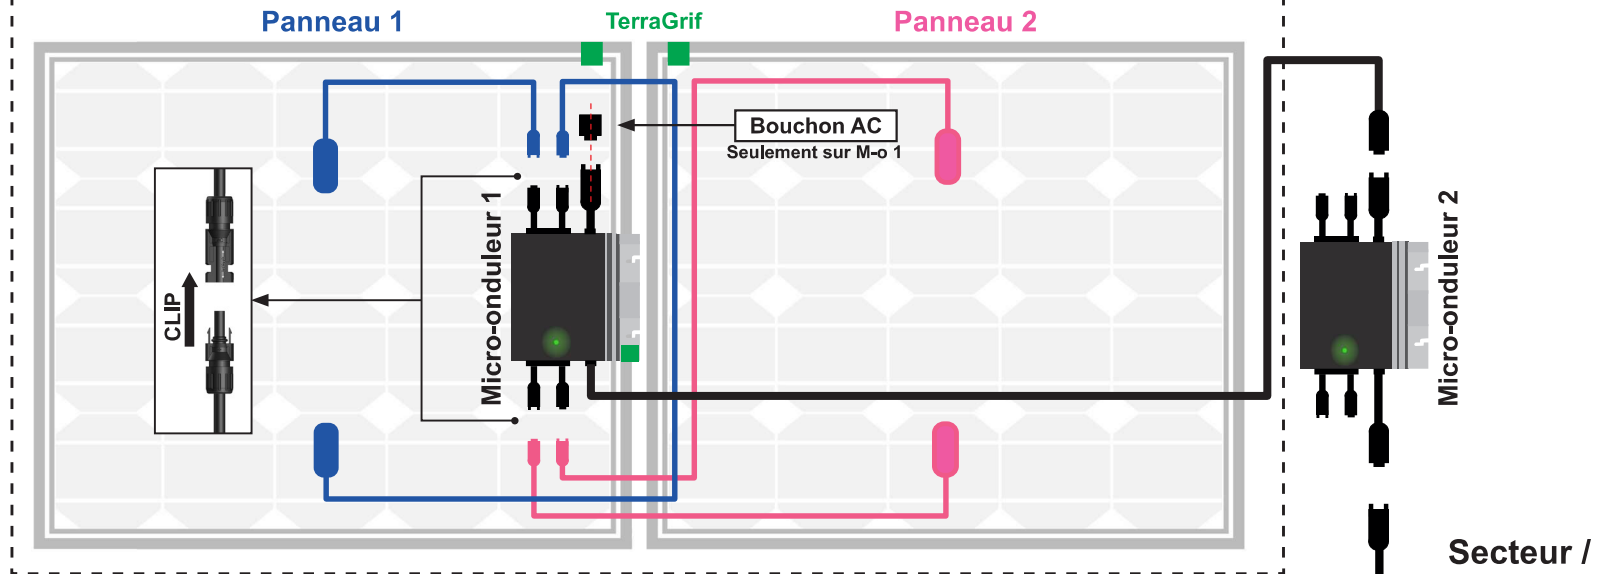 Panneau 1
TerraGrif
Panneau 2
Bouchon AC
Seulement sur M-o 1
CLIP
Micro-onduleur 1
Micro-onduleur 2
Secteur /